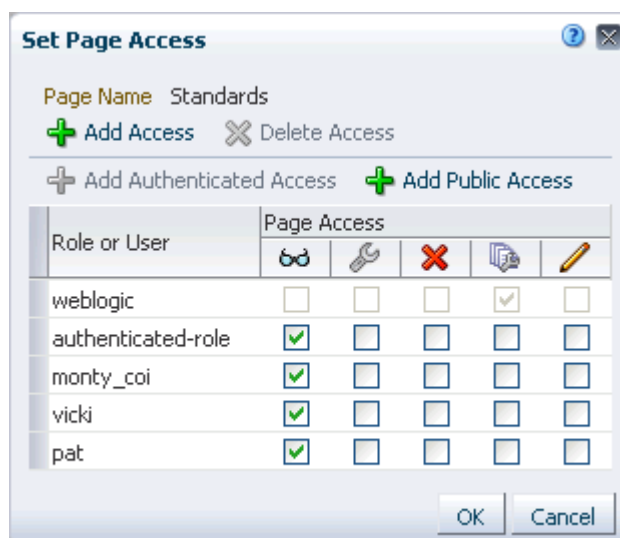 Set Page Access
Page Name Standards
Add Access Delete Access
Add Authenticated Access Add Public Access
Role or User Page Access
weblogic
authenticated-role
monty_coi
vicki
pat
OK Cancel